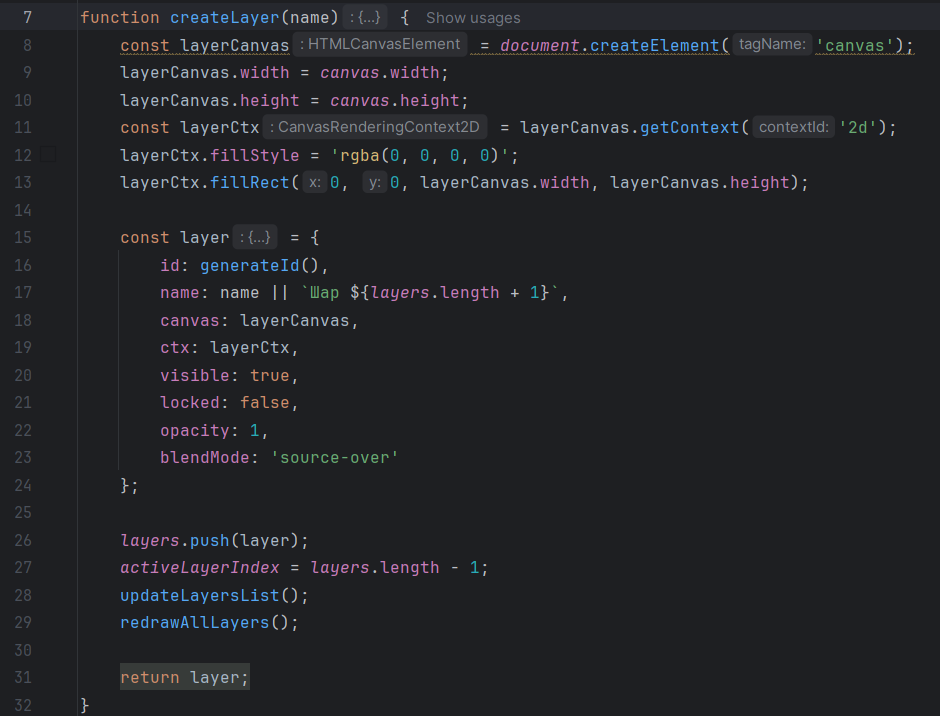 7 function createLayer(name) : {...} { Show usages
8 const layerCanvas : HTMLCanvasElement = document.createElement( tagName: 'canvas');
9 layerCanvas.width = canvas.width;
10 layerCanvas.height = canvas.height;
11 const layerCtx : CanvasRenderingContext2D = layerCanvas.getContext( contextId: '2d');
12 layerCtx.fillStyle = 'rgba(0, 0, 0, 0)';
13 layerCtx.fillRect( x: 0, y: 0, layerCanvas.width, layerCanvas.height);
14
15 const layer : {...} = {
16 id: generateId(),
17 name: name || `Шар ${layers.length + 1}`,
18 canvas: layerCanvas,
19 ctx: layerCtx,
20 visible: true,
21 locked: false,
22 opacity: 1,
23 blendMode: 'source-over'
24 };
25
26 layers.push(layer);
27 activeLayerIndex = layers.length - 1;
28 updateLayersList();
29 redrawAllLayers();
30
31 return layer;
32 }